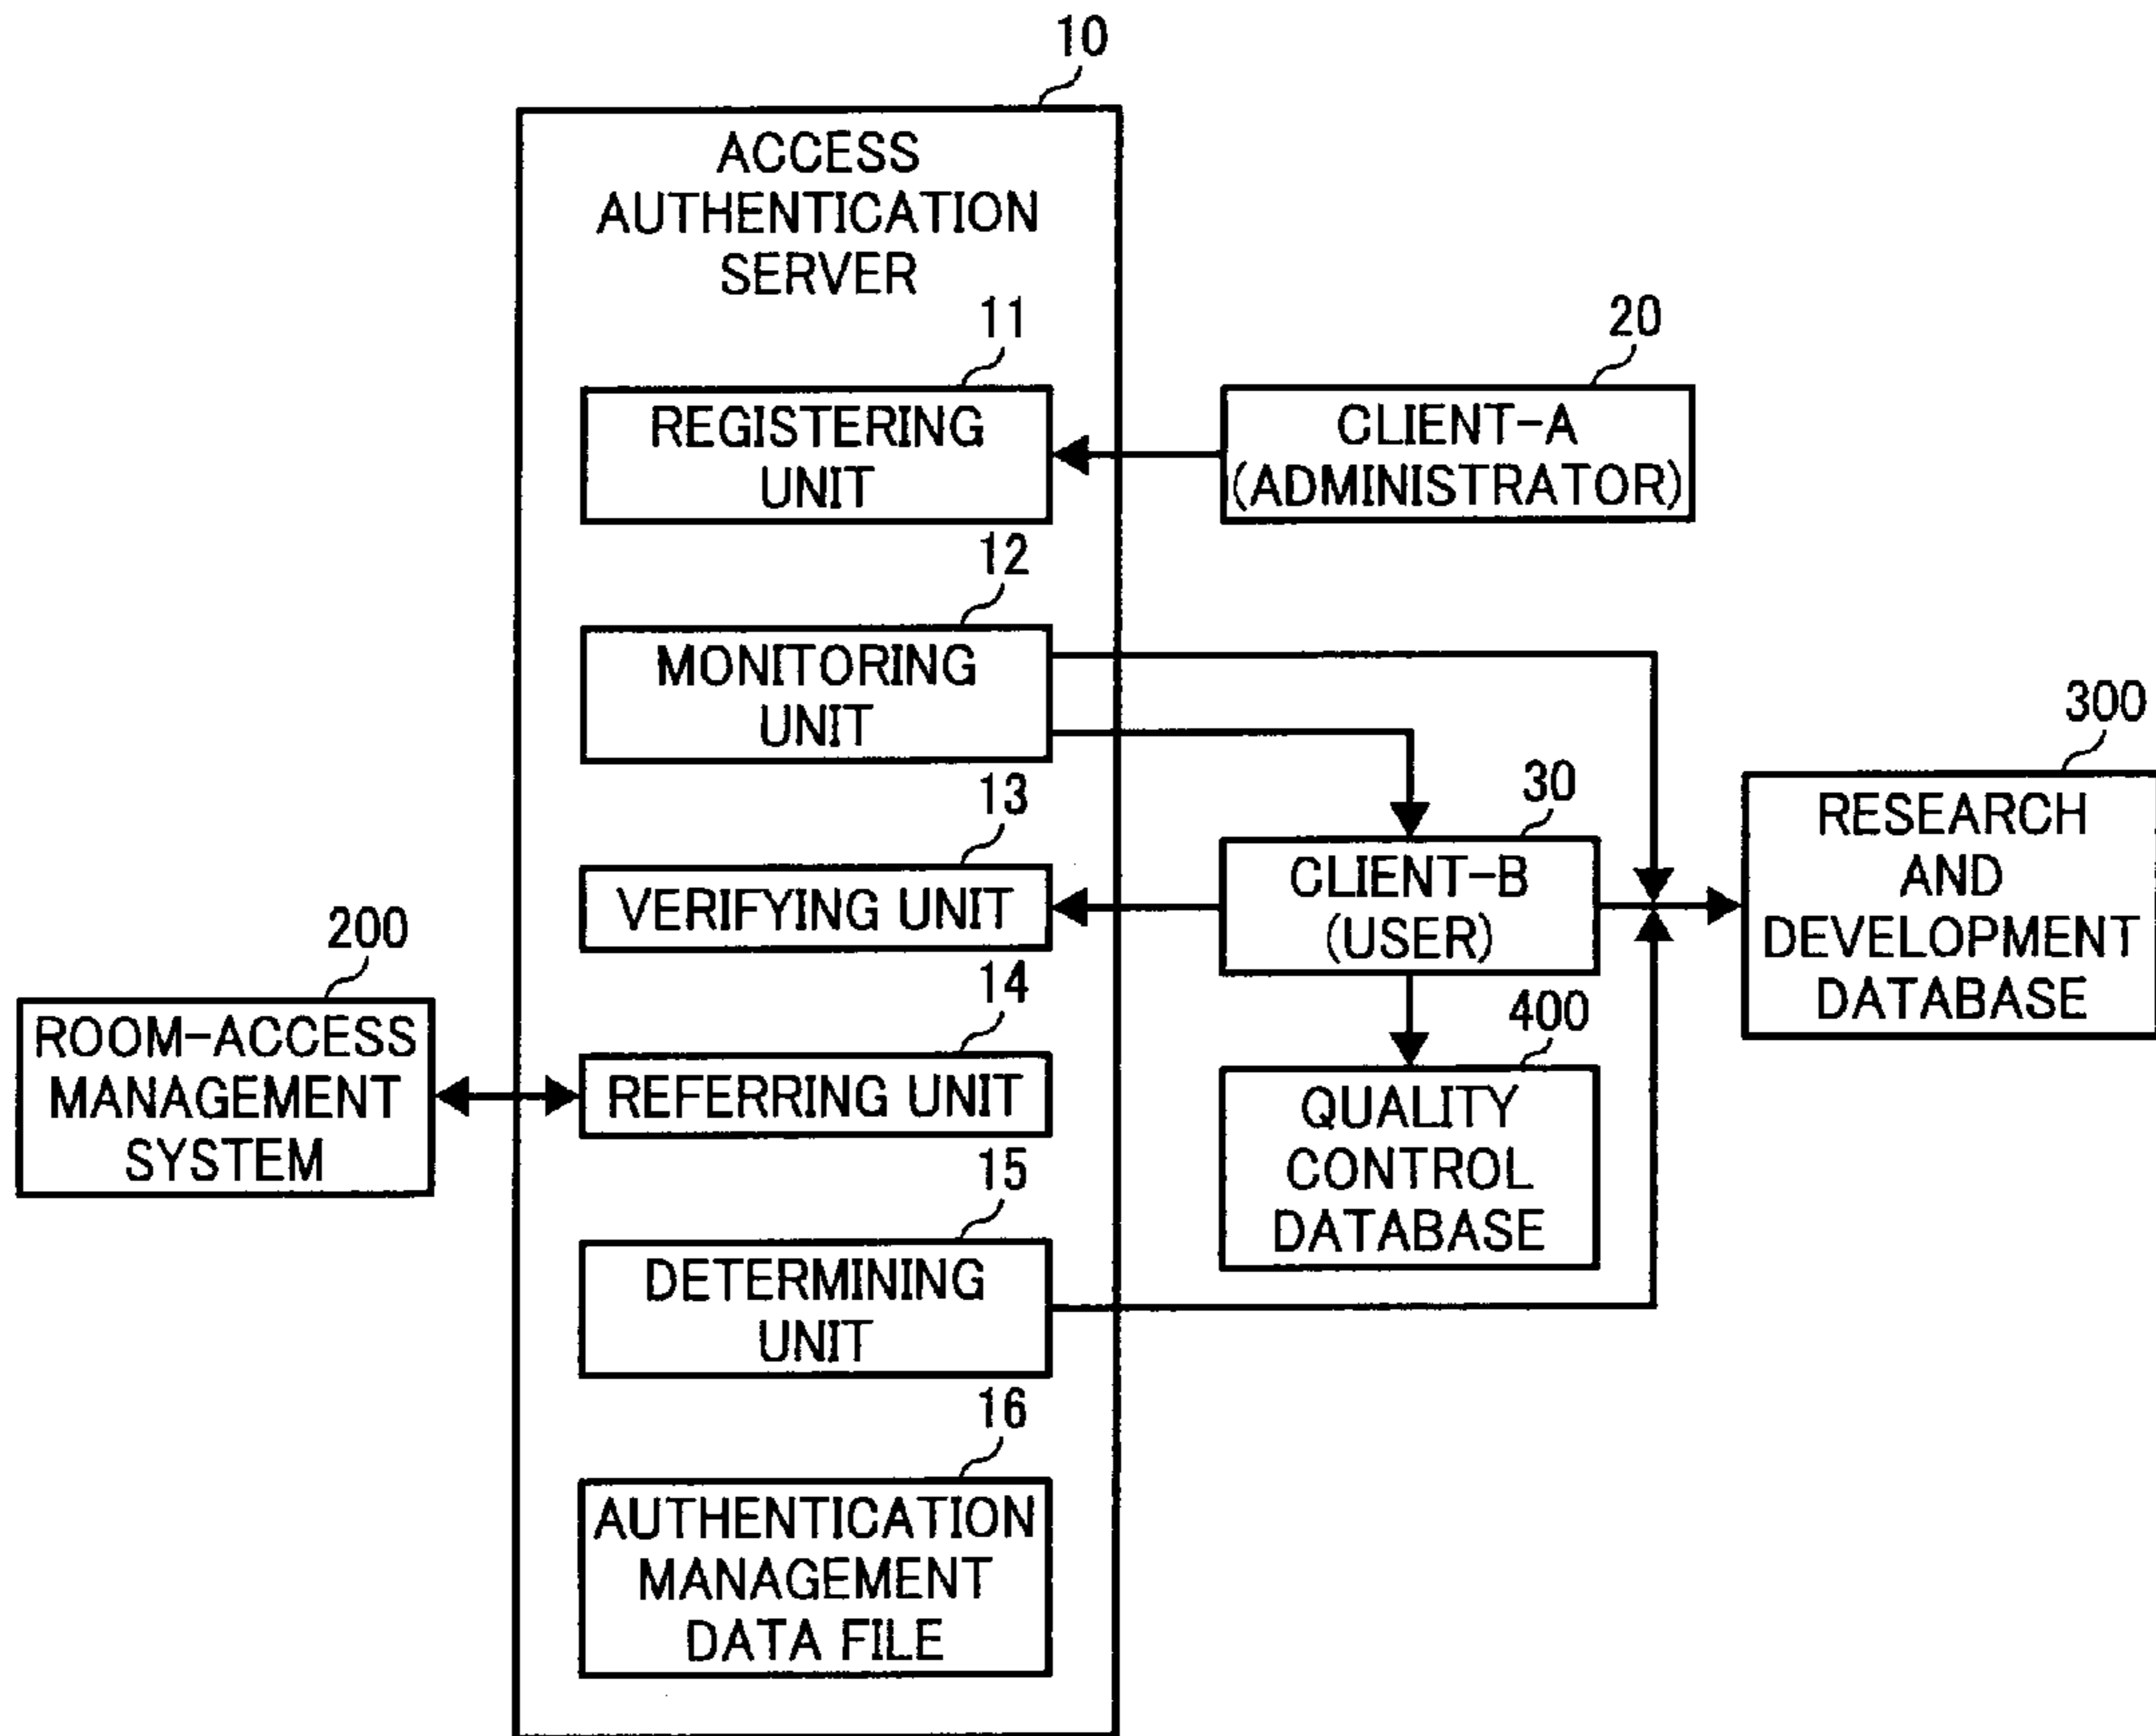 10
ACCESS
AUTHENTICATION
SERVER
11
REGISTERING
UNIT
20
CLIENT-A
(ADMINISTRATOR)
12
MONITORING
UNIT
13
VERIFYING UNIT
30
CLIENT-B
(USER)
300
RESEARCH
AND
DEVELOPMENT
DATABASE
200
ROOM-ACCESS
MANAGEMENT
SYSTEM
14
REFERRING UNIT
400
QUALITY
CONTROL
DATABASE
15
DETERMINING
UNIT
16
AUTHENTICATION
MANAGEMENT
DATA FILE